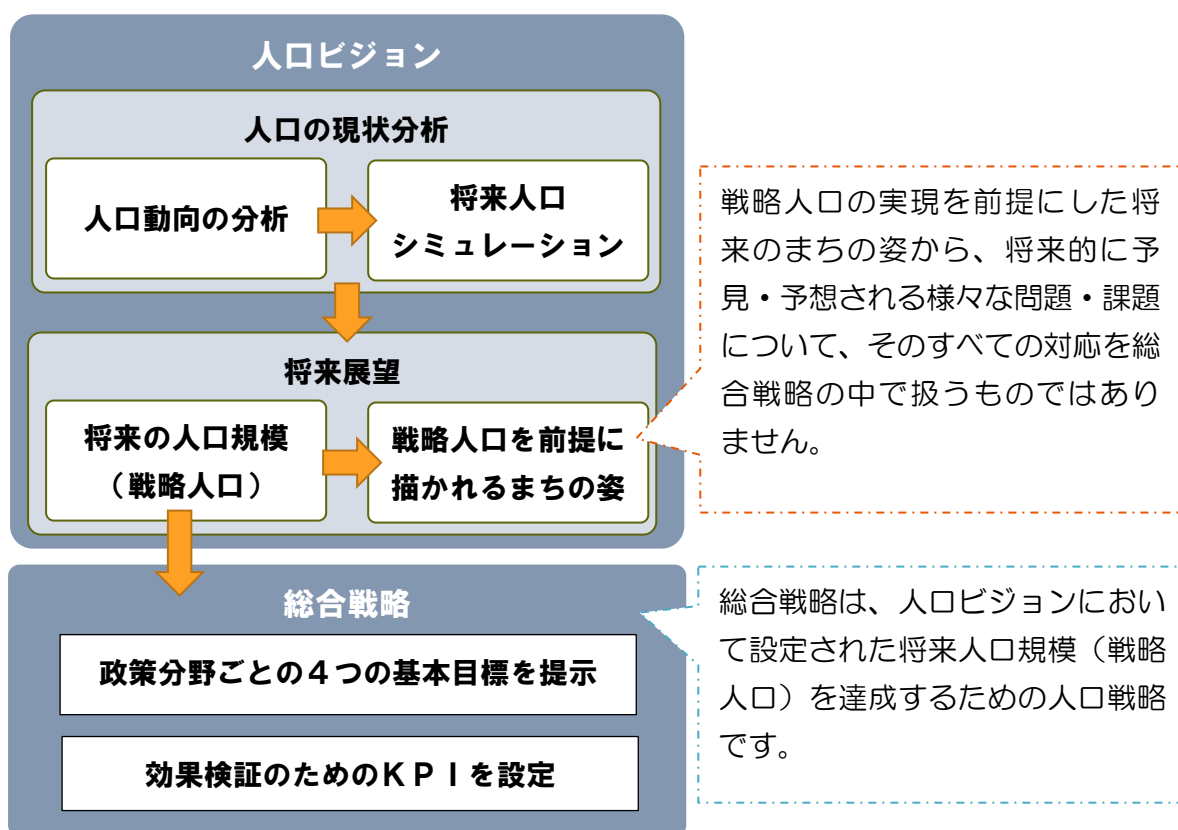 人口ビジョン
人口の現状分析
人口動向の分析
将来人口
シミュレーション
将来展望
将来の人口規模
（戦略人口）
戦略人口を前提に
描かれるまちの姿
戦略人口の実現を前提にした将
来のまちの姿から、将来的に予
見・予想される様々な問題・課題
について、そのすべての対応を総
合戦略の中で扱うものではあり
ません。
総合戦略
政策分野ごとの４つの基本目標を提示
効果検証のためのＫＰＩを設定
総合戦略は、人口ビジョンにおい
て設定された将来人口規模（戦略
人口）を達成するための人口戦略
です。